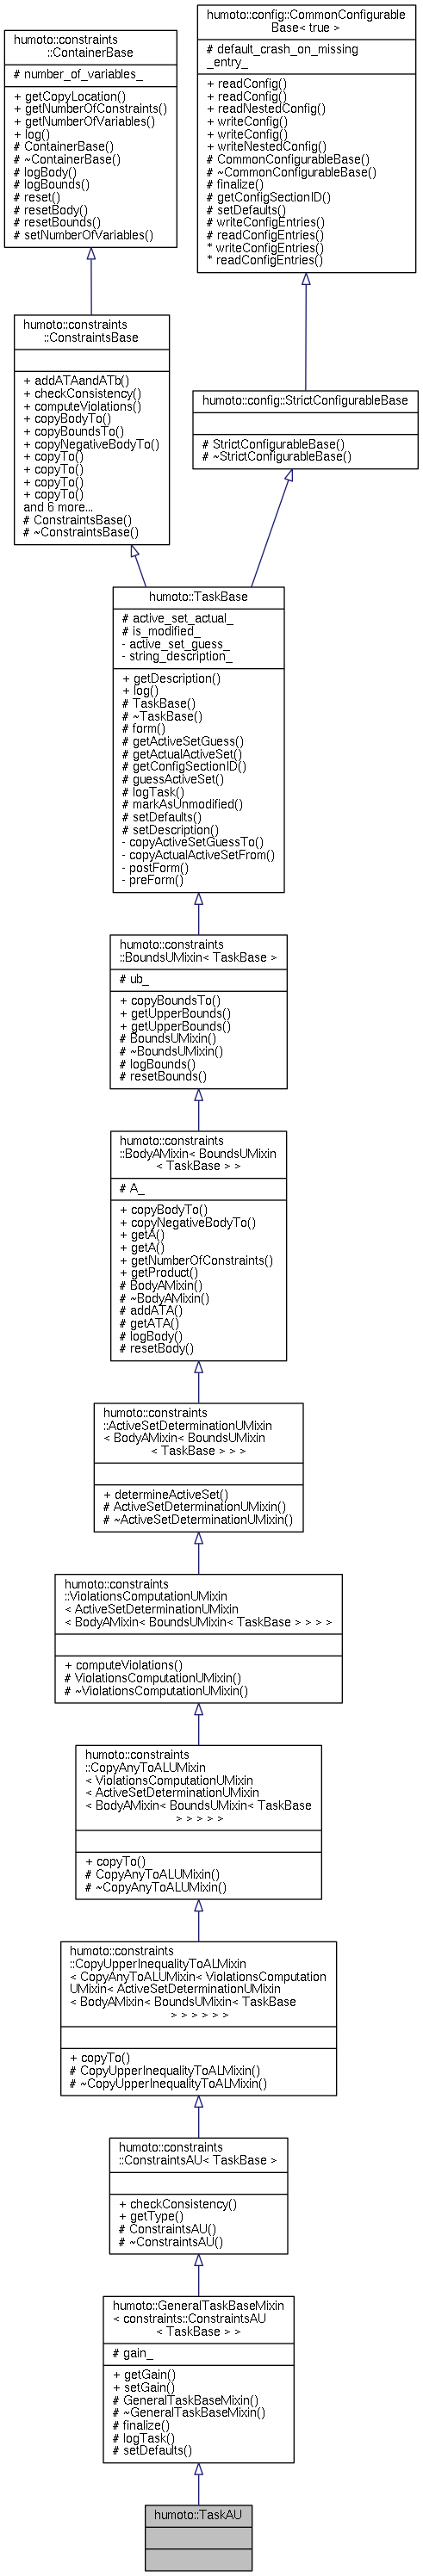 humoto::constraints
::ContainerBase
# number_of_variables_
+ getCopyLocation()
+ getNunberOfConstraints()
+ getNumberOfVariables()
+ log()
# ContainerBase()
# ~ContainerBase()
# logBody()
# logBounds()
# reset()
# resetBody()
# resetBounds()
# setNumberOfVariables()
humoto::config::CommonConfigurable
Base< true >
# default_crash_on_missing
_entry_
+ readConfig()
+ readConfig()
+ readNestedConfig()
+ writeConfig()
+ writeConfig()
+ writeNestedConfig()
# CommonConfigurableBase()
# ~CommonConfigurableBase()
# finalize()
# getConfigSectionID()
# setDefaults()
# writeConfigEntries()
# readConfigEntries()
* writeConfigEntries()
* readConfigEntries()
humoto::constraints
::ConstraintsBase
+ addATAandATb()
+ checkConsistency()
+ computeViolations()
+ copyBodyTo()
+ copyBoundsTo()
+ copyNegativeBodyTo()
+ copyTo()
+ copyTo()
+ copyTo()
+ copyTo()
and 6 more...
# ConstraintsBase()
# ~ConstraintsBase()
humoto::config::StrictConfigurableBase
# StrictConfigurableBase()
# ~StrictConfigurableBase()
humoto::TaskBase
# active_set_actual_
# is_modified_
- active_set_guess_
- string_description_
+ getDescription()
+ log()
# TaskBase()
# ~TaskBase()
# form()
# getActiveSetGuess()
# getActualActiveSet()
# getConfigSectionID()
# guessActiveSet()
# logTask()
# markAsUnmodified()
# setDefaults()
# setDescription()
- copyActiveSetGuessTo()
- copyActualActiveSetFrom()
- postForm()
- preForm()
humoto::constraints
::BoundsUMixin< TaskBase >
# ub_
+ copyBoundsTo()
+ getUpperBounds()
+ getUpperBounds()
# BoundsUMixin()
# ~BoundsUMixin()
# logBounds()
# resetBounds()
humoto::constraints
::BodyAMixin< BoundsUMixin
< TaskBase > >
# A_
+ copyBodyTo()
+ copyNegativeBodyTo()
+ getA()
+ getA()
+ getNumberOfConstraints()
+ getProduct()
# BodyAMixin()
# ~BodyAMixin()
# addATA()
# getATA()
# logBody()
# resetBody()
humoto::constraints
::ActiveSetDeterminationUMixin
< BodyAMixin< BoundsUMixin
< TaskBase > > >
+ determineActiveSet()
# ActiveSetDeterminationUMixin()
# ~ActiveSetDeterminationUMixin()
humoto::constraints
::ViolationsComputationUMixin
< ActiveSetDeterminationUMixin
< BodyAMixin< BoundsUMixin< TaskBase > > > >
+ computeViolations()
# ViolationsComputationUMixin()
# ~ViolationsComputationUMixin()
humoto::constraints
::CopyAnyToALUMixin
< ViolationsComputationUMixin
< ActiveSetDeterminationUMixin
< BodyAMixin< BoundsUMixin< TaskBase
> > > > >
+ copyTo()
# CopyAnyToALUMixin()
# ~CopyAnyToALUMixin()
humoto::constraints
::CopyUpperInequalityToALMixin
< CopyAnyToALUMixin< ViolationsComputation
UMixin< ActiveSetDeterminationUMixin
< BodyAMixin< BoundsUMixin< TaskBase
> > > > > >
+ copyTo()
# CopyUpperInequalityToALMixin()
# ~CopyUpperInequalityToALMixin()
humoto::constraints
::ConstraintsAU< TaskBase >
+ checkConsistency()
+ getType()
# ConstraintsAU()
# ~ConstraintsAU()
humoto::GeneralTaskBaseMixin
< constraints::ConstraintsAU
< TaskBase > >
# gain_
+ getGain()
+ setGain()
# GeneralTaskBaseMixin()
# ~GeneralTaskBaseMixin()
# finalize()
# logTask()
# setDefaults()
humoto::TaskAU